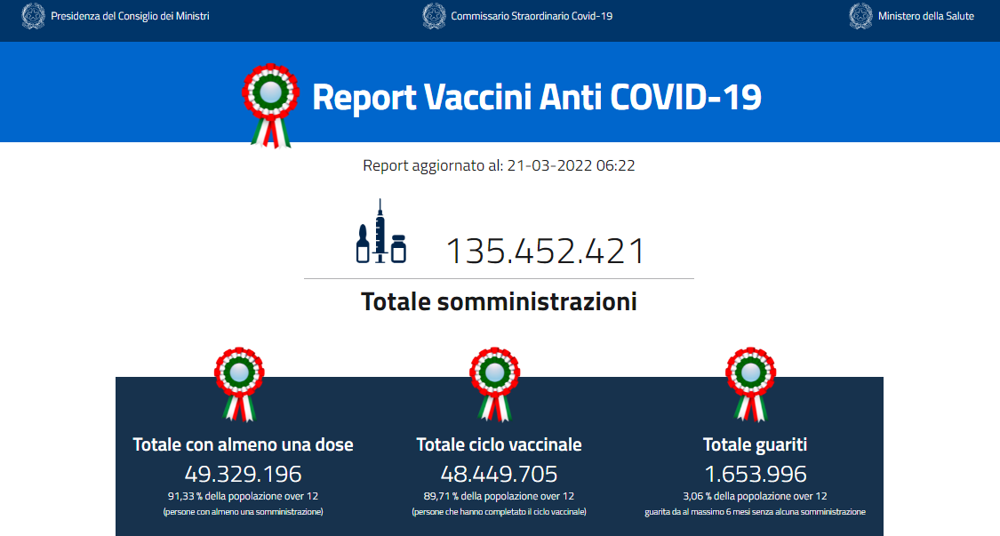 Presidenza del Consiglio dei Ministri
Commissario Straordinario Covid-19
Ministero della Salute
Report Vaccini Anti COVID-19
Report aggiornato al: 21-03-2022 06:22
135.452.421
Totale somministrazioni
Totale con almeno una dose
49.329.196
91,33 % della popolazione over 12
(persone con almeno una somministrazione)
Totale ciclo vaccinale
48.449.705
89,71 % della popolazione over 12
(persone che hanno completato il ciclo vaccinale)
Totale guariti
1.653.996
3,06 % della popolazione over 12
guarita da al massimo 6 mesi senza alcuna somministrazione